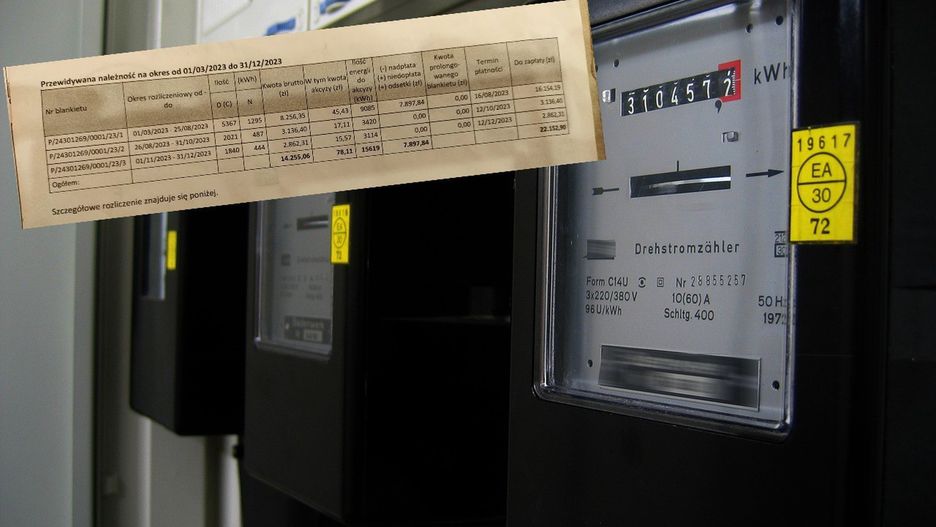 Przewidywana należność na okres od 01/03/2023 do 31/12/2023
Nr blankietu Okres rozliczeniowy od do Ilość (kWh) O (C) N Kwota brutto (zł) W tym kwota akcyzy (zł) Ilość energii do akcyzy (kWh) (-) nadpłata (+) niedopłata (+) odsetki (zł) Kwota prolongowanego blankietu (zł) Termin płatności Do zapłaty (zł)
P/24301269/0001/23/1 01/03/2023 - 25/08/2023 5367 1295 8.256,35 45,43 9085 7.897,84 0,00 16/08/2023 16.154,19
P/24301269/0001/23/2 26/08/2023 - 31/10/2023 2021 487 3.136,40 17,11 3420 0,00 0,00 12/10/2023 3.136,40
P/24301269/0001/23/3 01/11/2023 - 31/12/2023 1840 444 2.862,31 15,57 3114 0,00 0,00 12/12/2023 2.862,31
Ogółem: 14.255,06 78,11 15619 7.897,84 22.152,90
Szczegółowe rozliczenie znajduje się poniżej.
310457 kWh
19617
EA
30
72
Drehstromzähler
Form C14U Nr 28855257
3x220/380V 10(60)A 50 Hz
96 U/kWh Schltg. 400 197
EA
30
72